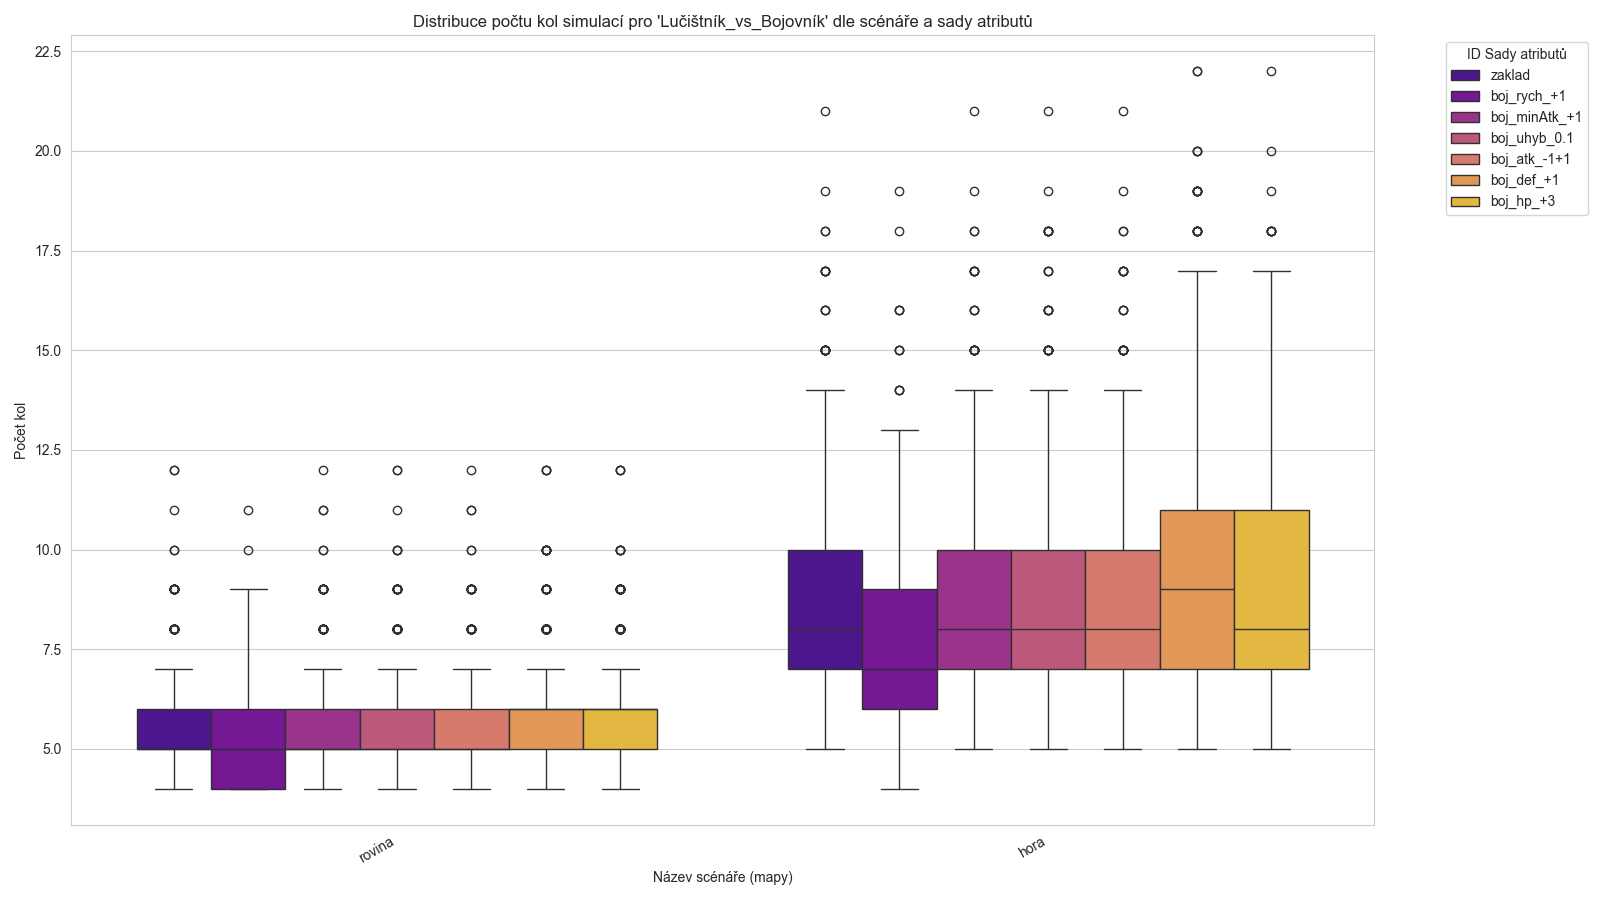 Distribuce počtu kol simulací pro 'Lučištník_vs_Bojovník' dle scénáře a sady atributů
22.5
20.0
17.5
15.0
12.5
10.0
7.5
5.0
Počet kol
rovina
hora
Název scénáře (mapy)
ID Sady atributů
zaklad
boj_rych_+1
boj_minAtk_+1
boj_uhyb_0.1
boj_atk_-1+1
boj_def_+1
boj_hp_+3